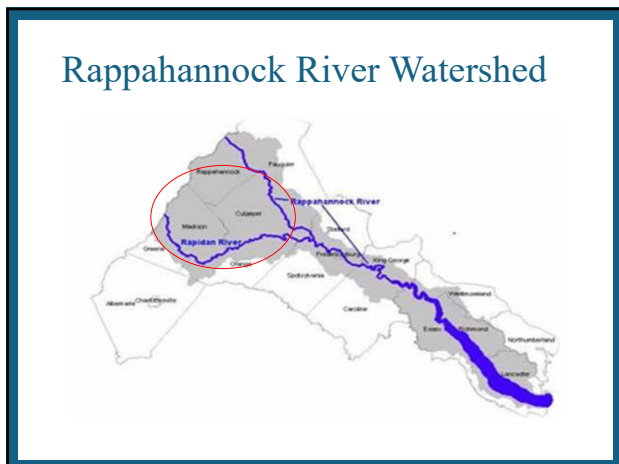 Rappahannock River Watershed
Fauquier
Rappahannock
Rappahannock River
Culpeper
Madison
Stafford
Rapidan River
Greene
Orange
Fredericksburg
King George
Spotsylvania
Westmoreland
Albemarle
Charlottesville
Caroline
Essex
Richmond
Northumberland
Lancaster